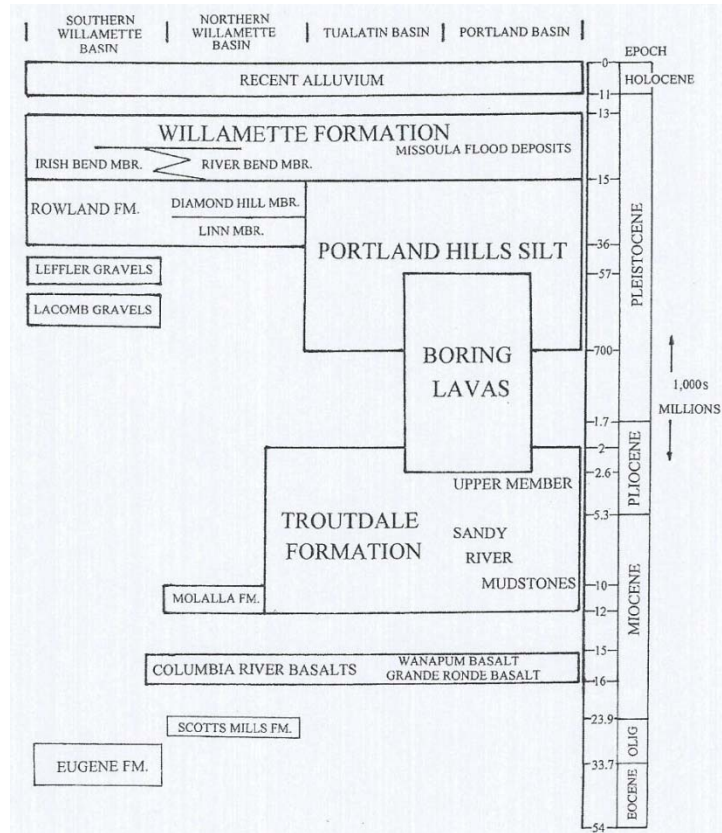 SOUTHERN
WILLAMETTE
BASIN
NORTHERN
WILLAMETTE
BASIN
TUALATIN BASIN
PORTLAND BASIN
EPOCH
RECENT ALLUVIUM
0
HOLOCENE
11
13
WILLAMETTE FORMATION
MISSOULA FLOOD DEPOSITS
IRISH BEND MBR.
RIVER BEND MBR.
15
ROWLAND FM.
DIAMOND HILL MBR.
LINN MBR.
PORTLAND HILLS SILT
36
LEFFLER GRAVELS
57
PLEISTOCENE
LACOMB GRAVELS
BORING
LAVAS
700
1,000s
MILLIONS
1.7
2
2.6
PLIOCENE
UPPER MEMBER
5.3
TROUTDALE
FORMATION
SANDY
RIVER
MUDSTONES
10
MOLALLA FM.
12
MIOCENE
COLUMBIA RIVER BASALTS
WANAPUM BASALT
GRANDE RONDE BASALT
15
16
SCOTTS MILLS FM.
23.9
OLIG
EUGENE FM.
33.7
EOCENE
54